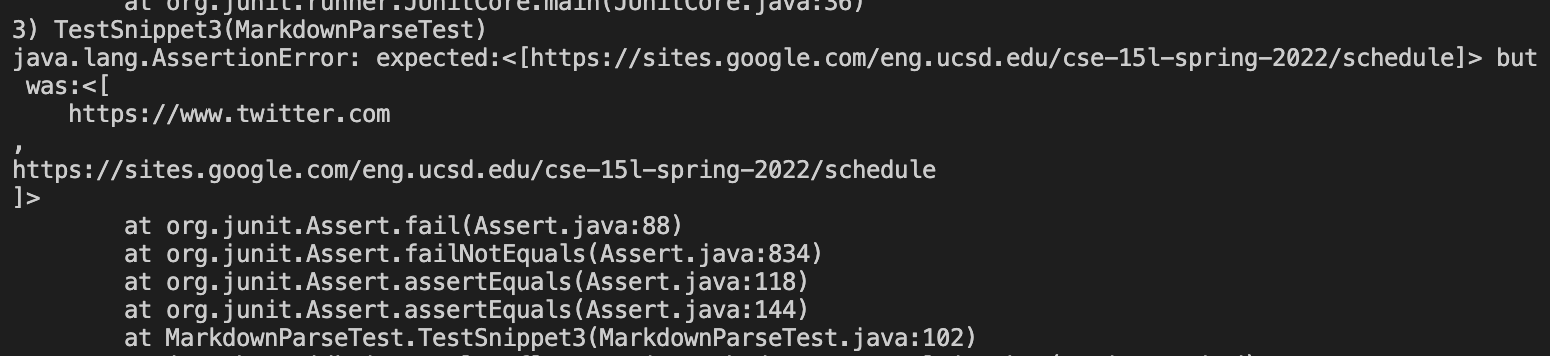 at org.junit.runner.JUnitCore.main(JUnitCore.java:36)
3) TestSnippet3(MarkdownParseTest)
java.lang.AssertionError: expected:<[https://sites.google.com/eng.ucsd.edu/cse-15l-spring-2022/schedule]> but
was:<[
https://www.twitter.com
,
https://sites.google.com/eng.ucsd.edu/cse-15l-spring-2022/schedule
]>
at org.junit.Assert.fail(Assert.java:88)
at org.junit.Assert.failNotEquals(Assert.java:834)
at org.junit.Assert.assertEquals(Assert.java:118)
at org.junit.Assert.assertEquals(Assert.java:144)
at MarkdownParseTest.TestSnippet3(MarkdownParseTest.java:102)